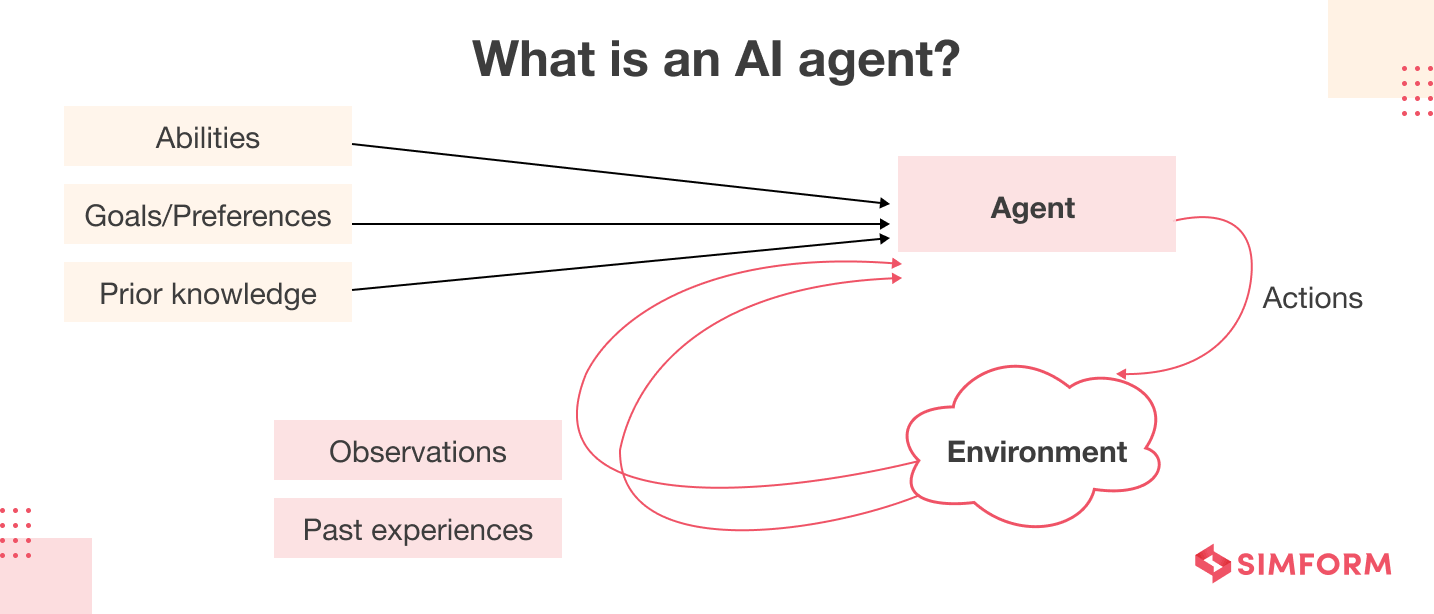 What is an AI agent?
Abilities
Goals/Preferences
Prior knowledge
Agent
Actions
Observations
Environment
Past experiences
SIMFORM